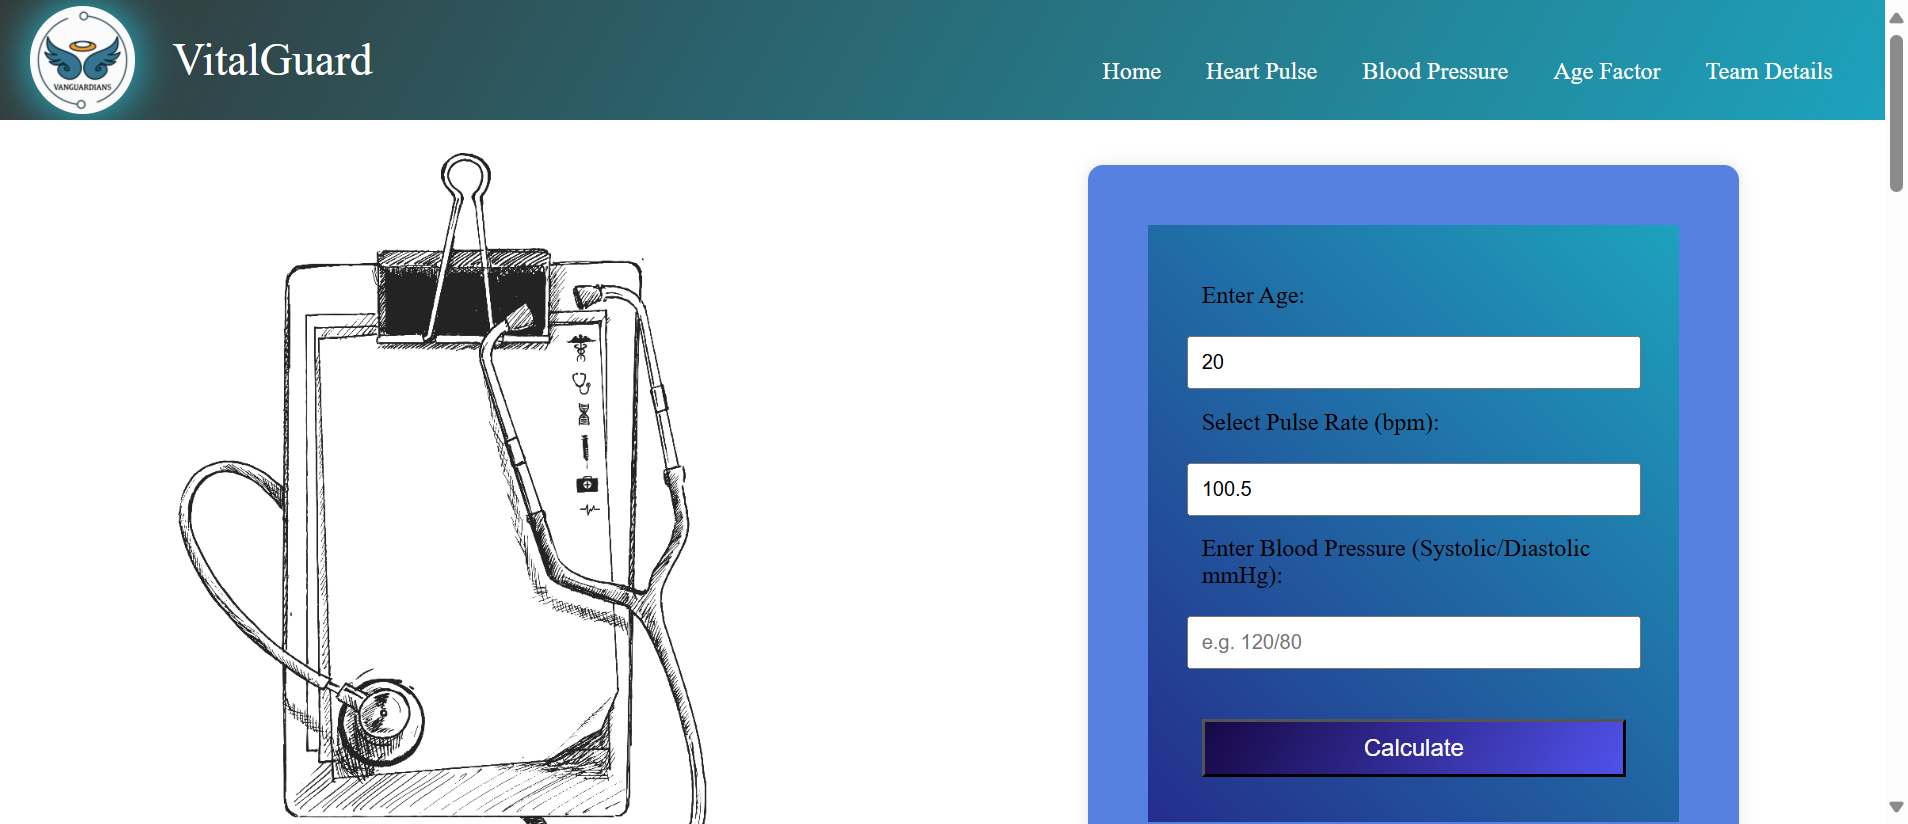 VANGUARDIANS
VitalGuard
Home
Heart Pulse
Blood Pressure
Age Factor
Team Details
Enter Age:
20
Select Pulse Rate (bpm):
100.5
Enter Blood Pressure (Systolic/Diastolic
mmHg):
e.g. 120/80
Calculate